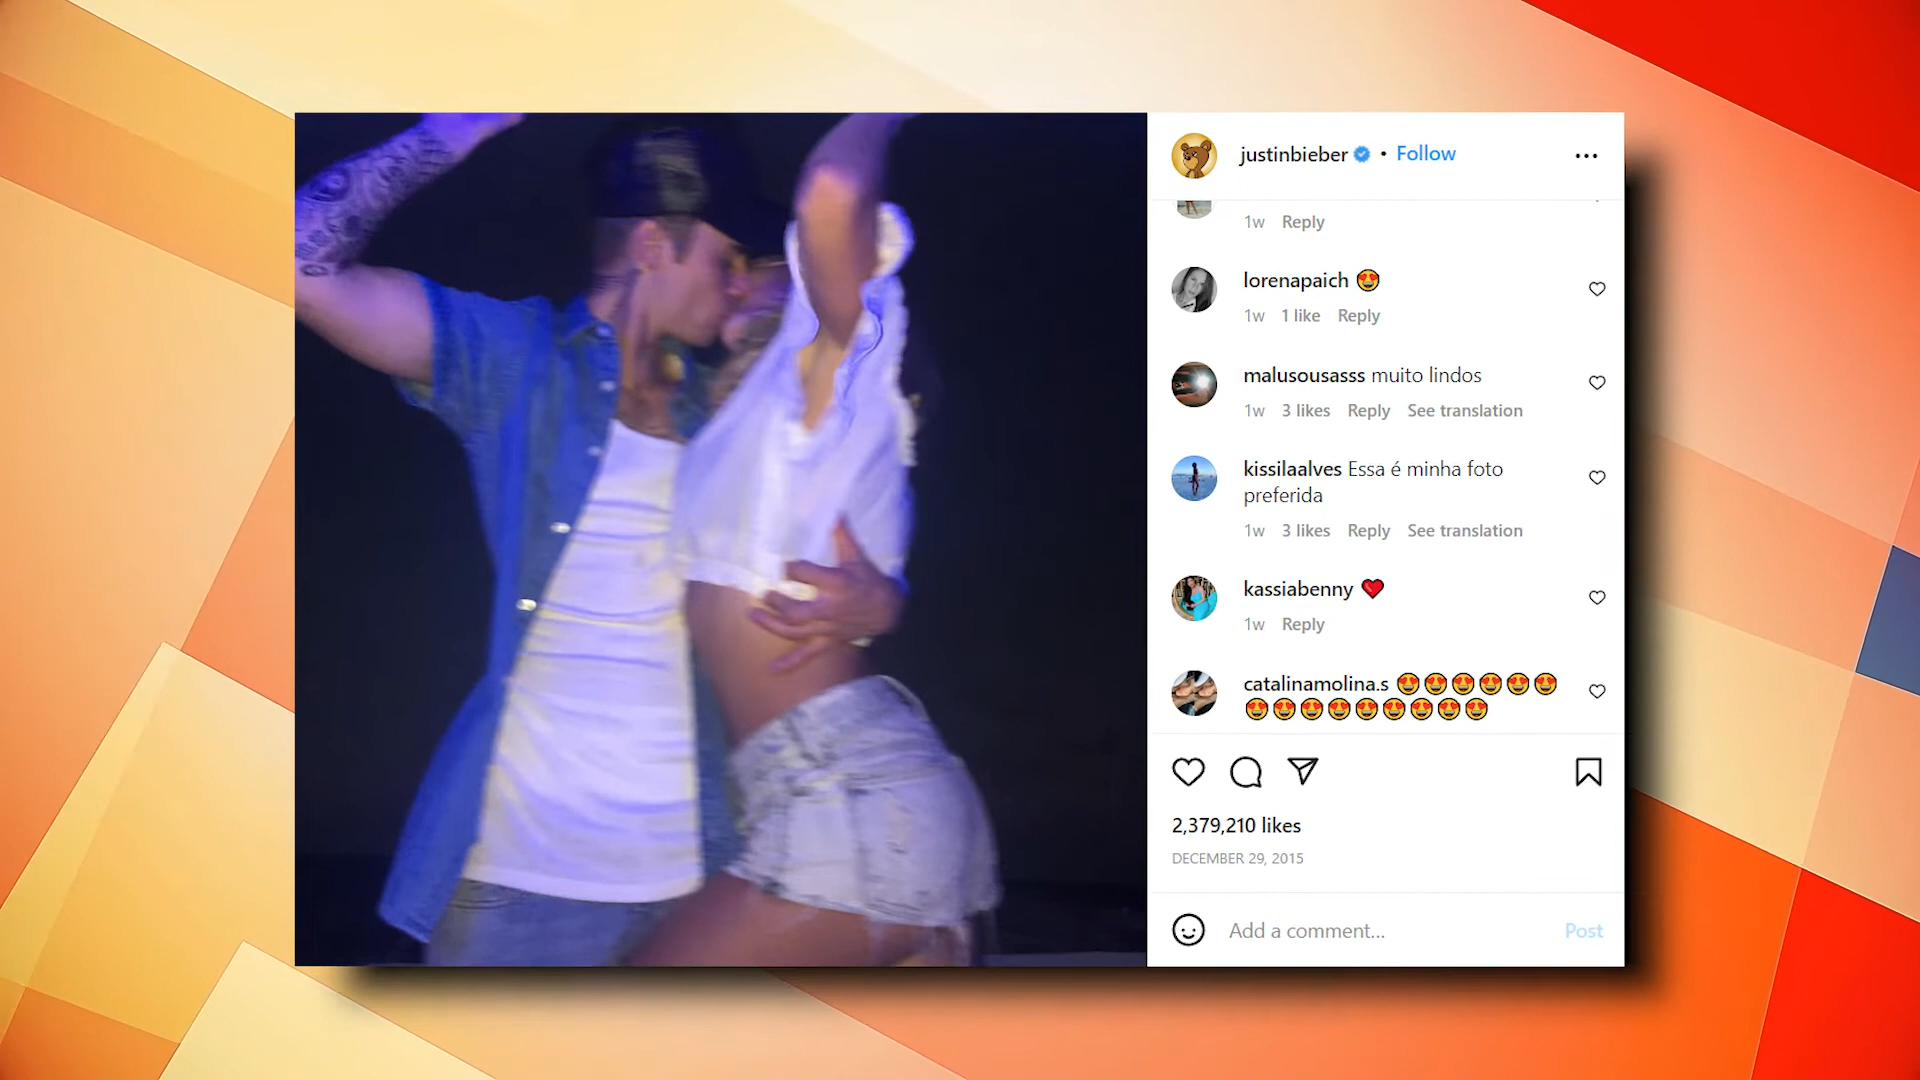 justinbieber • Follow
1w Reply
lorenapaich 😍
1w 1 like Reply
malusousasss muito lindos
1w 3 likes Reply See translation
kissilaalves Essa é minha foto
preferida
1w 3 likes Reply See translation
kassiabenny ❤️
1w Reply
catalinamolina.s 😍😍😍😍😍😍
😍😍😍😍😍😍😍😍😍
2,379,210 likes
DECEMBER 29, 2015
Add a comment... Post